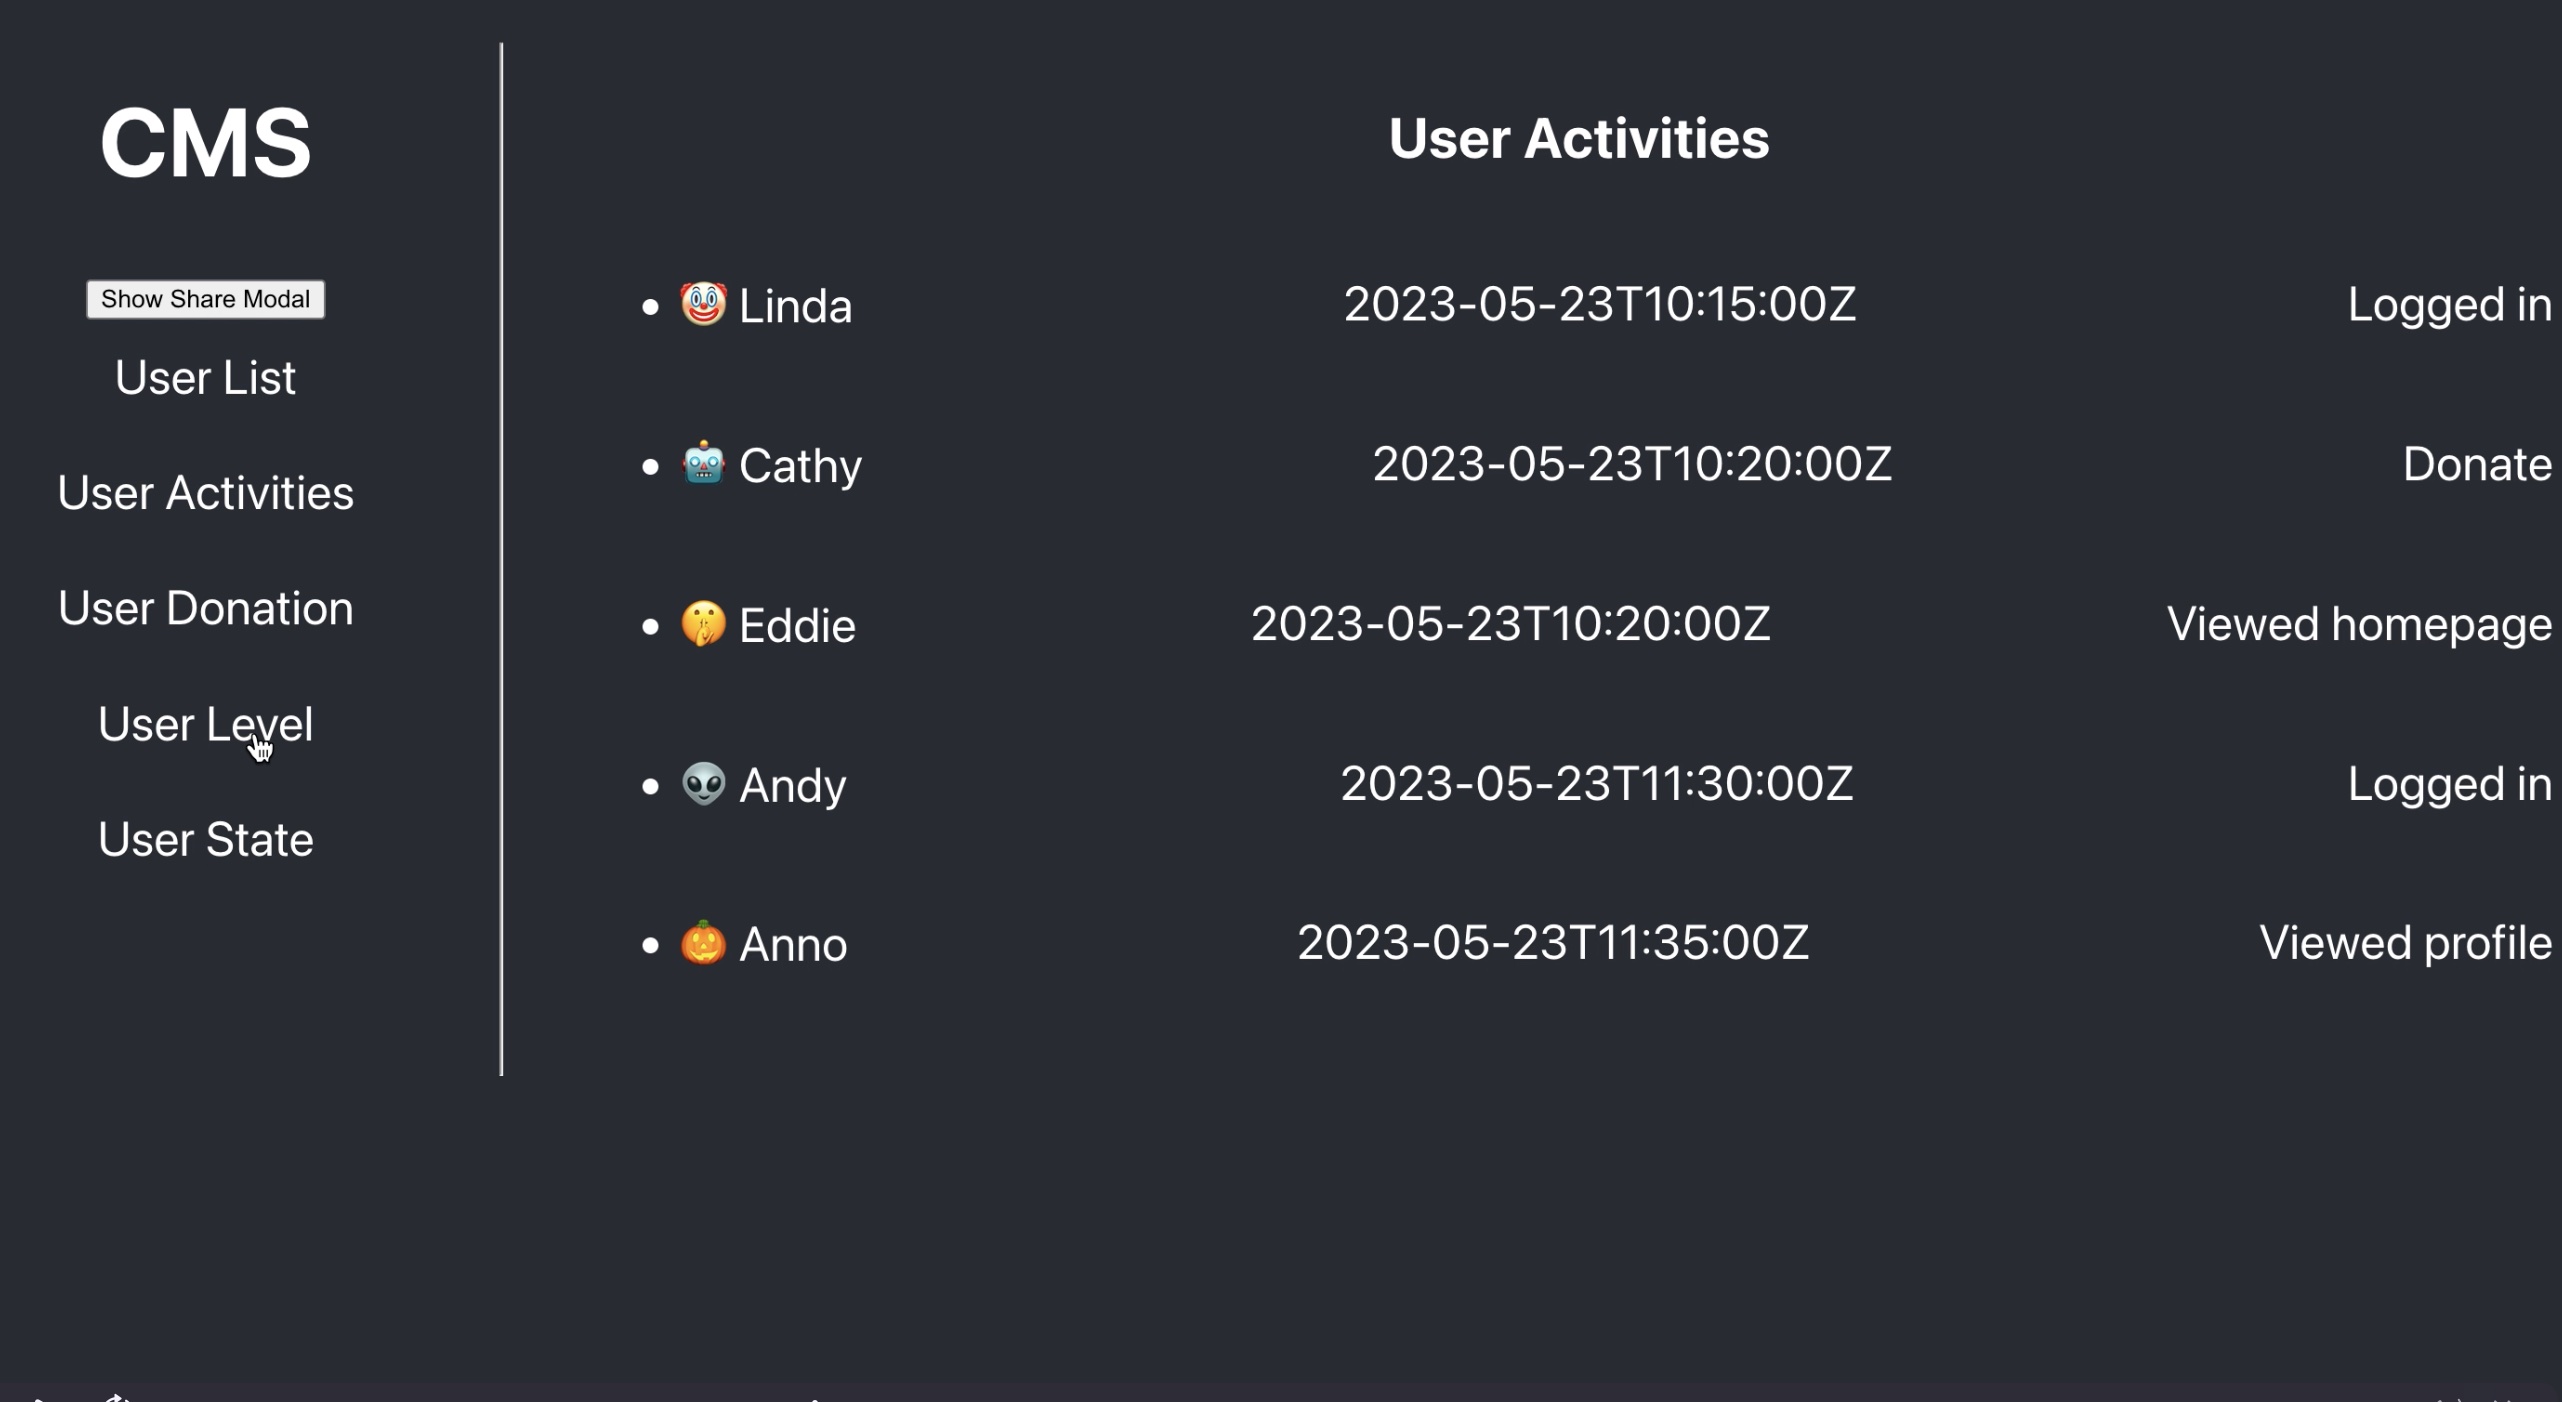 CMS
Show Share Modal
User List
User Activities
User Donation
User Level
User State
User Activities
Linda 2023-05-23T10:15:00Z Logged in
Cathy 2023-05-23T10:20:00Z Donate
Eddie 2023-05-23T10:20:00Z Viewed homepage
Andy 2023-05-23T11:30:00Z Logged in
Anno 2023-05-23T11:35:00Z Viewed profile